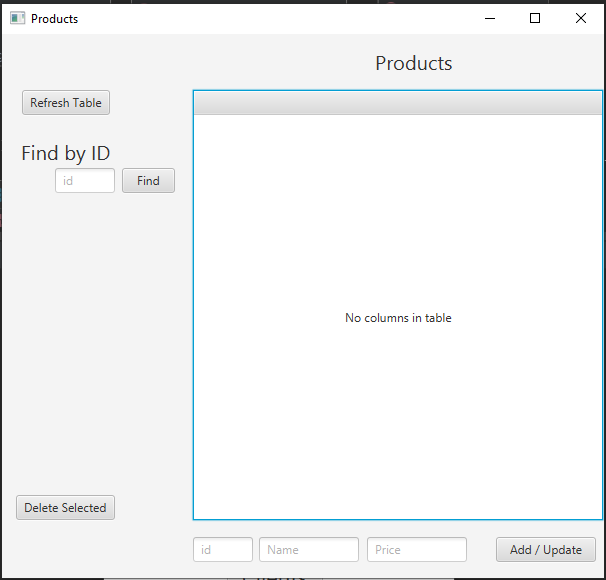 Products
Products
Refresh Table
Find by ID
id
Find
No columns in table
Delete Selected
id
Name
Price
Add / Update